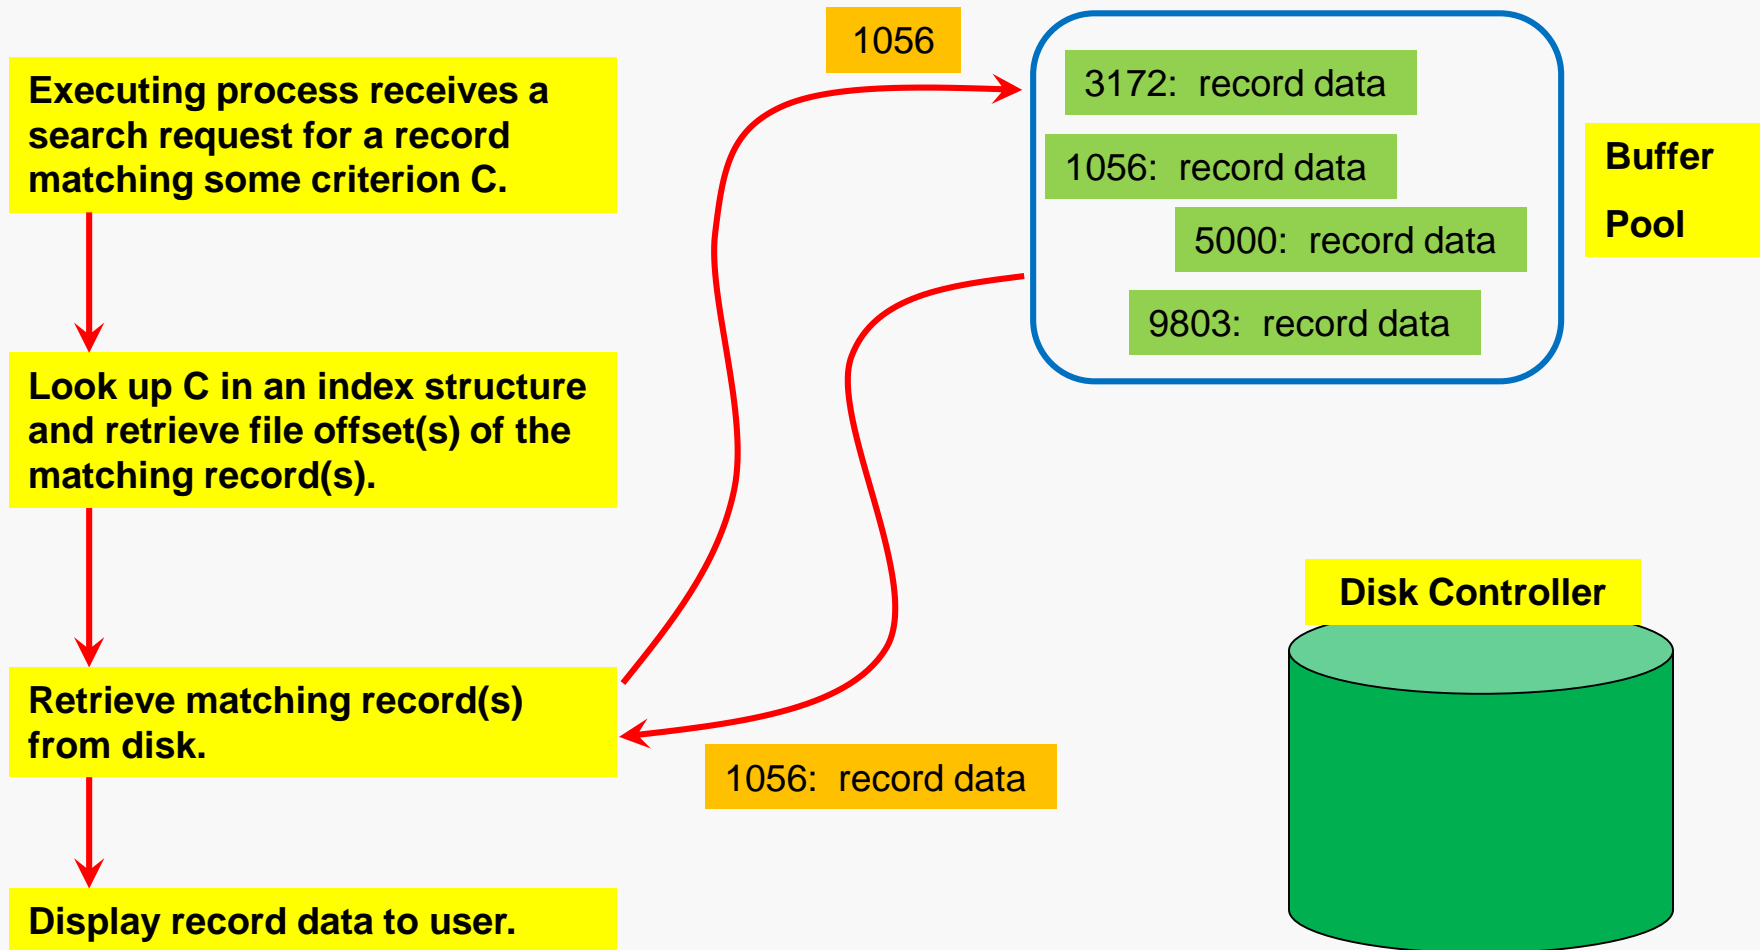 Executing process receives a
search request for a record
matching some criterion C.
Look up C in an index structure
and retrieve file offset(s) of the
matching record(s).
Retrieve matching record(s)
from disk.
Display record data to user.
1056
3172:  record data
1056:  record data
5000:  record data
9803:  record data
Buffer
Pool
1056:  record data
Disk Controller